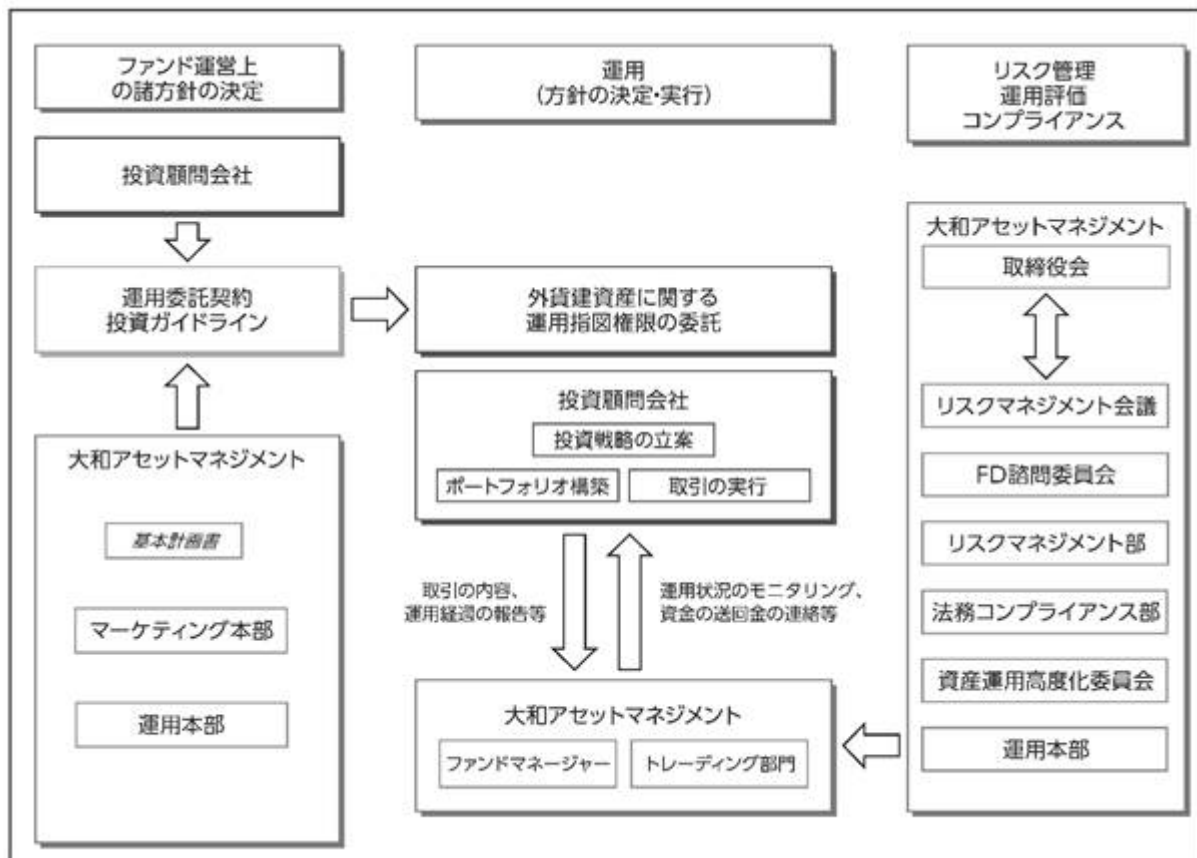 ファンド運営上
の諸方針の決定
運用
(方針の決定・実行)
リスク管理
運用評価
コンプライアンス
投資顧問会社
運用委託契約
投資ガイドライン
外貨建資産に関する
運用指図権限の委託
大和アセットマネジメント
基本計画書
マーケティング本部
運用本部
投資顧問会社
投資戦略の立案
ポートフォリオ構築
取引の実行
取引の内容、
運用経過の報告等
運用状況のモニタリング、
資金の送回金の連絡等
大和アセットマネジメント
ファンドマネージャー
トレーディング部門
大和アセットマネジメント
取締役会
リスクマネジメント会議
FD諮問委員会
リスクマネジメント部
法務コンプライアンス部
資産運用高度化委員会
運用本部